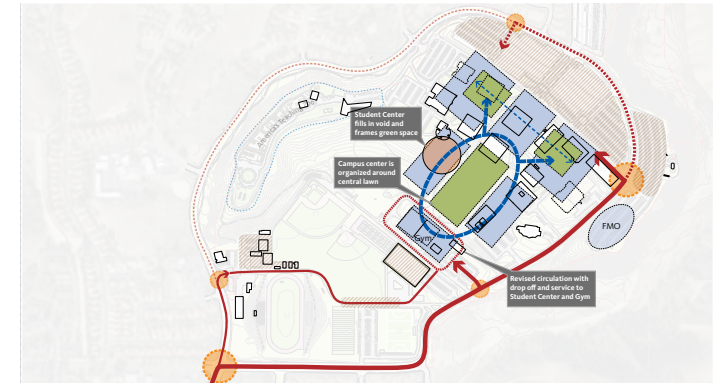 Student Center
fills in void and
frames green space
Campus center is
organized around
central lawn
Gym
FMO
Revised circulation with
drop off and service to
Student Center and Gym